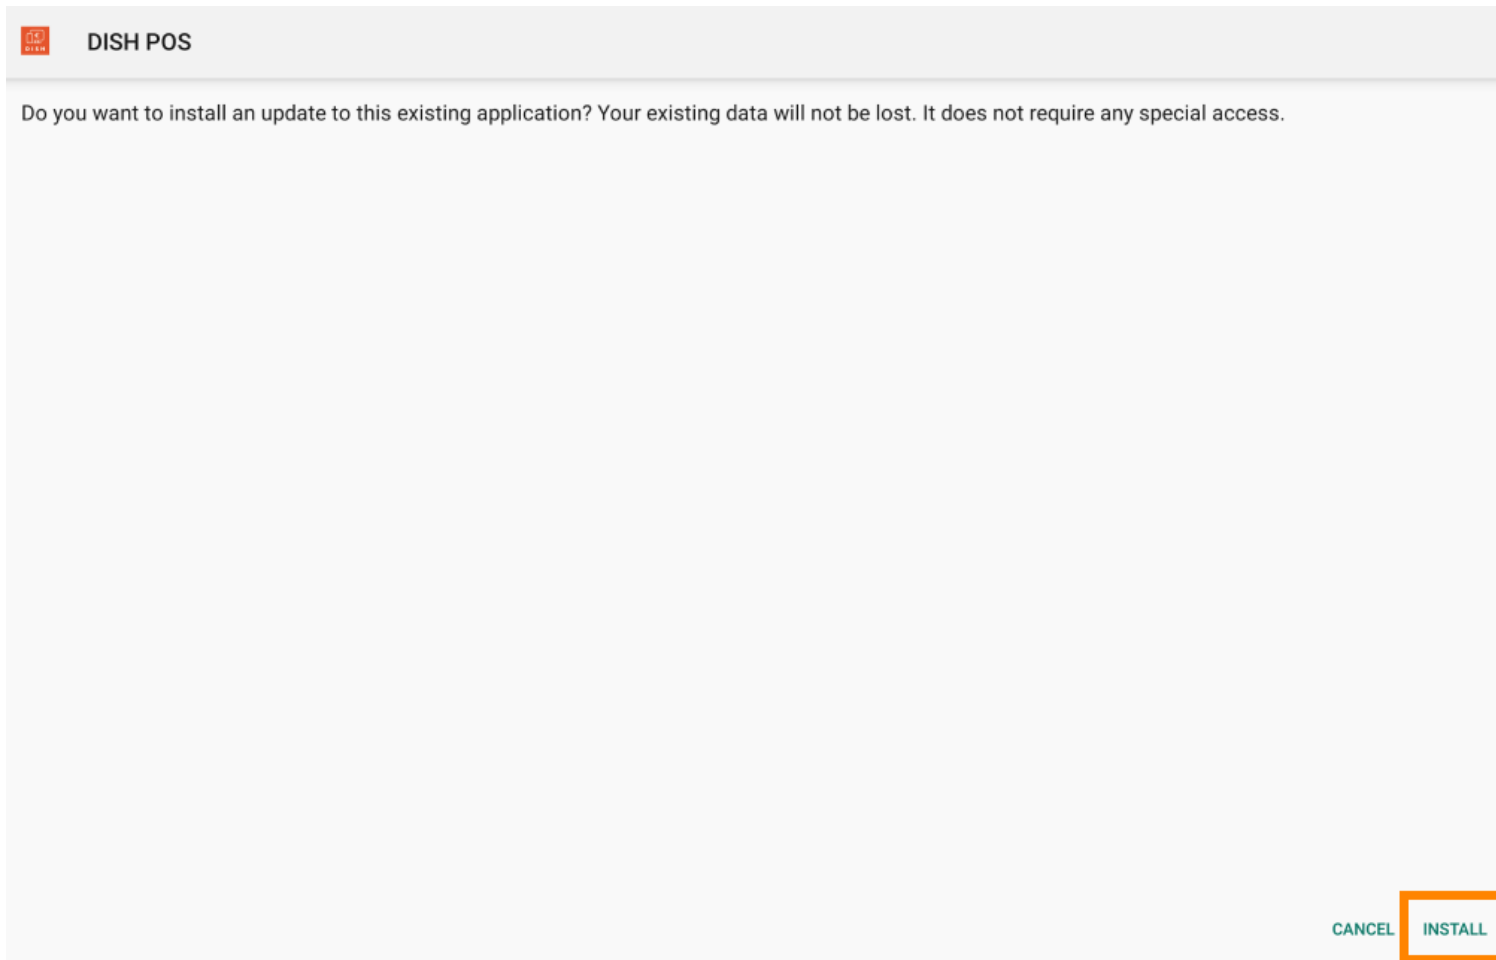 DISH
DISH POS
Do you want to install an update to this existing application? Your existing data will not be lost. It does not require any special access.
CANCEL INSTALL